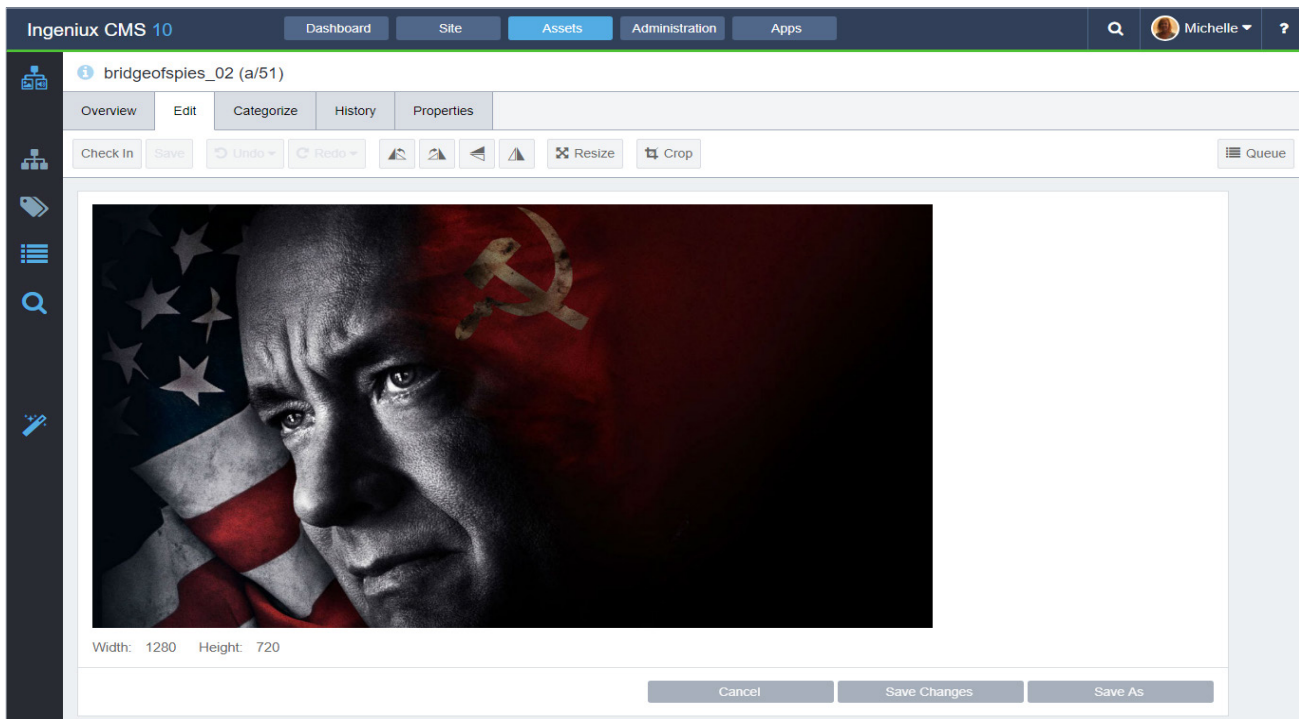 Ingeniux CMS 10 Dashboard Site Assets Administration Apps Michelle ?
bridgeofspies_02 (a/51)
Overview Edit Categorize History Properties
Check In Save Undo Redo Resize Crop Queue
Width: 1280 Height: 720
Cancel Save Changes Save As